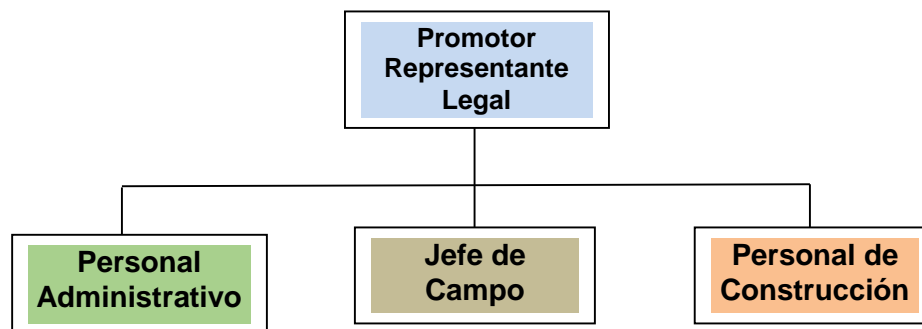 Promotor
Representante
Legal
Personal
Administrativo
Jefe de
Campo
Personal de
Construcción